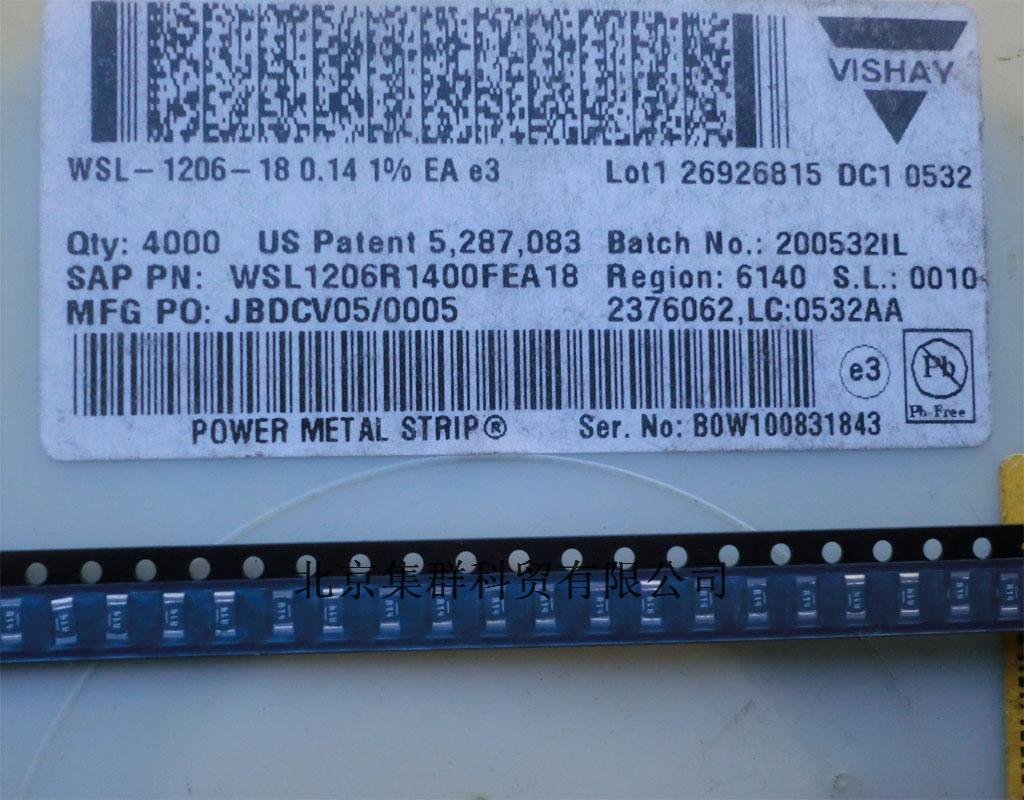 VISHAY
WSL-1206-18 0.14 1% EA e3 Lot1 26926815 DC1 0532
Qty: 4000 US Patent 5,287,083 Batch No.: 200532IL
SAP PN: WSL1206R1400FEA18 Region: 6140 S.L.: 0010
MFG PO: JBDCV05/0005 2376062,LC:0532AA
e3
Pb
Pb-Free
POWER METAL STRIP® Ser. No: B0W100831843
北京集群科贸有限公司